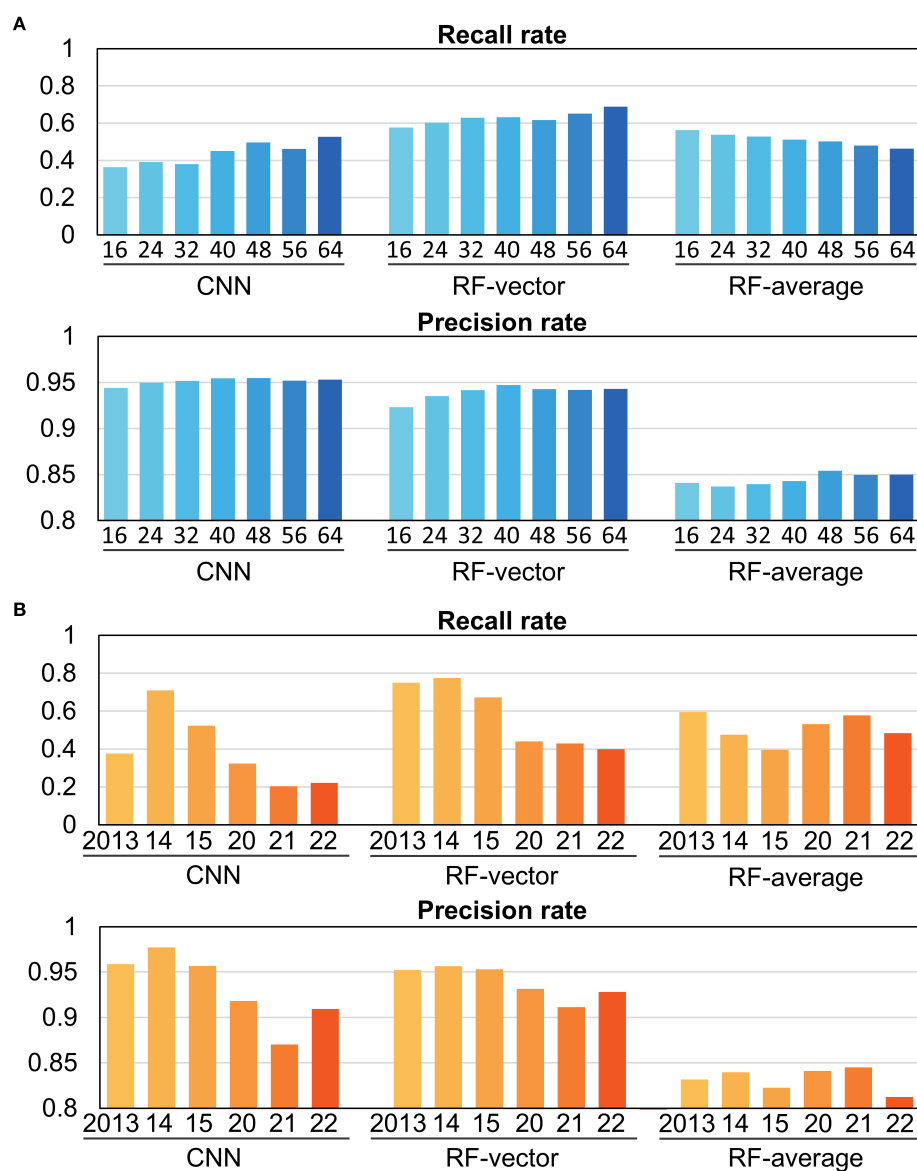 A
Recall rate
1
0.8
0.6
0.4
0.2
0
16 24 32 40 48 56 64 16 24 32 40 48 56 64 16 24 32 40 48 56 64
CNN RF-vector RF-average
Precision rate
1
0.95
0.9
0.85
0.8
16 24 32 40 48 56 64 16 24 32 40 48 56 64 16 24 32 40 48 56 64
CNN RF-vector RF-average
B
Recall rate
1
0.8
0.6
0.4
0.2
0
2013 14 15 20 21 22 2013 14 15 20 21 22 2013 14 15 20 21 22
CNN RF-vector RF-average
Precision rate
1
0.95
0.9
0.85
0.8
2013 14 15 20 21 22 2013 14 15 20 21 22 2013 14 15 20 21 22
CNN RF-vector RF-average